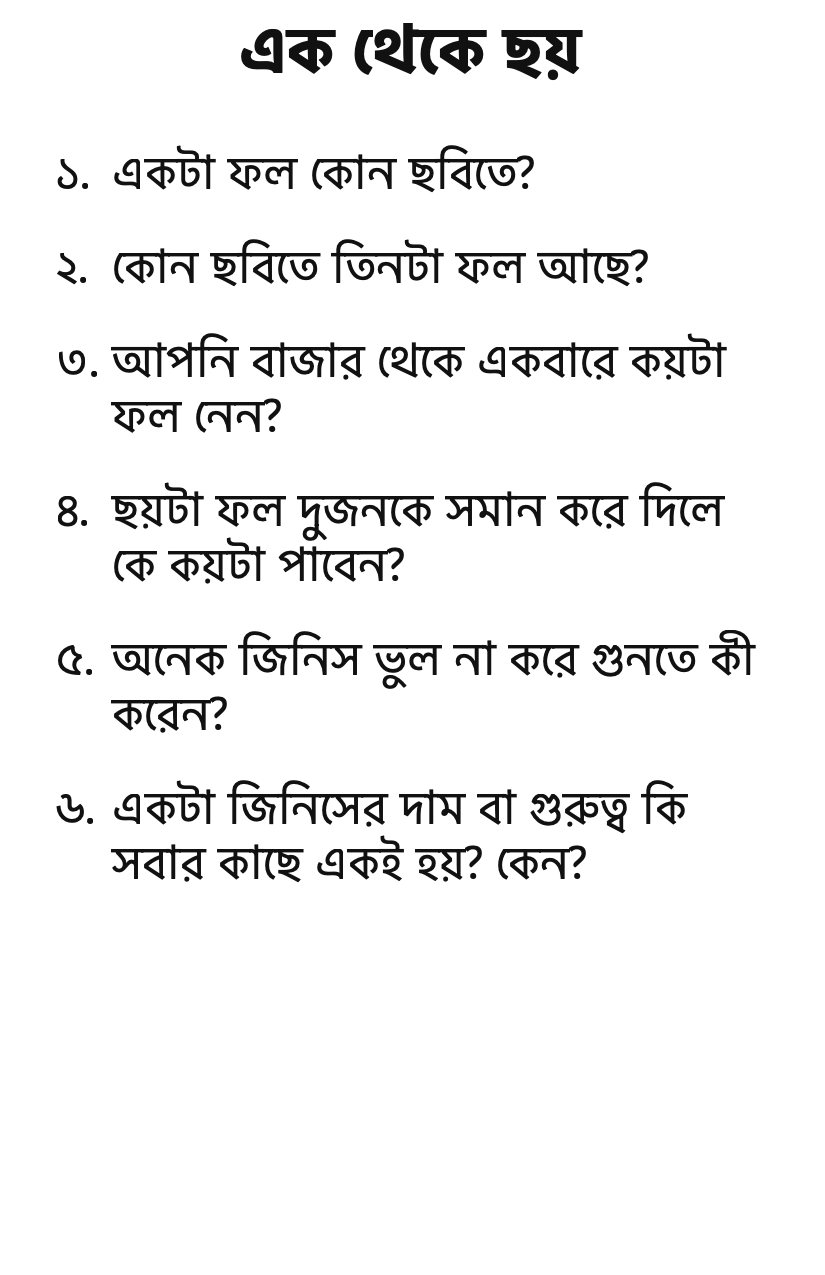 এক থেকে ছয়
১. একটা ফল কোন ছবিতে?
২. কোন ছবিতে তিনটা ফল আছে?
৩. আপনি বাজার থেকে একবারে কয়টা
ফল নেন?
৪. ছয়টা ফল দুজনকে সমান করে দিলে
কে কয়টা পাবেন?
৫. অনেক জিনিস ভুল না করে গুনতে কী
করেন?
৬. একটা জিনিসের দাম বা গুরুত্ব কি
সবার কাছে একই হয়? কেন?